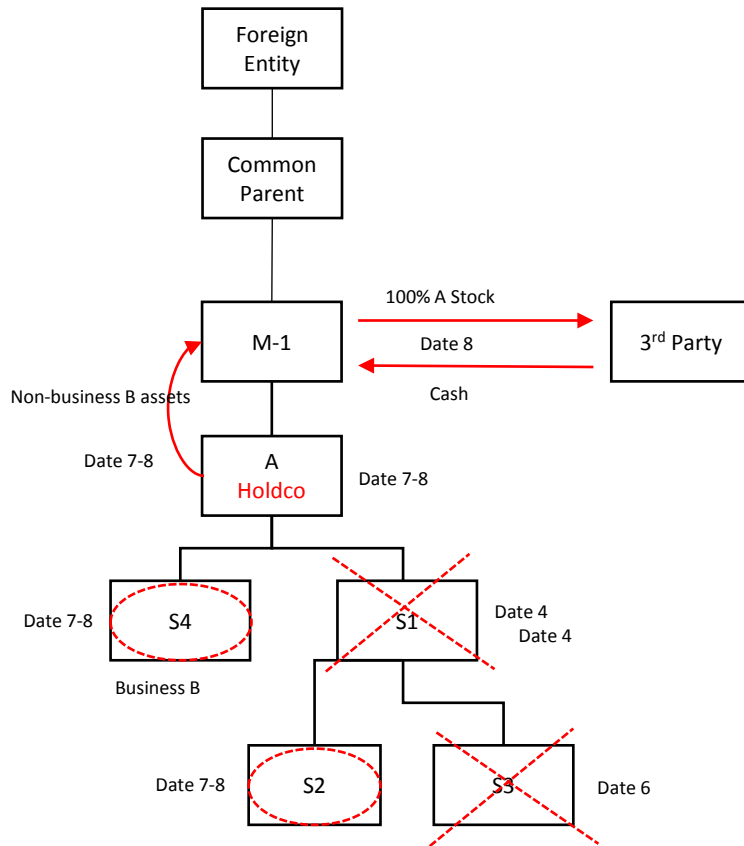 Foreign
Entity
Common
Parent
100% A Stock
M-1
Date 8
3rd Party
Cash
Non-business B assets
Date 7-8
A
Holdco
Date 7-8
Date 7-8
S4
S1
Date 4
Date 4
Business B
Date 7-8
S2
S3
Date 6